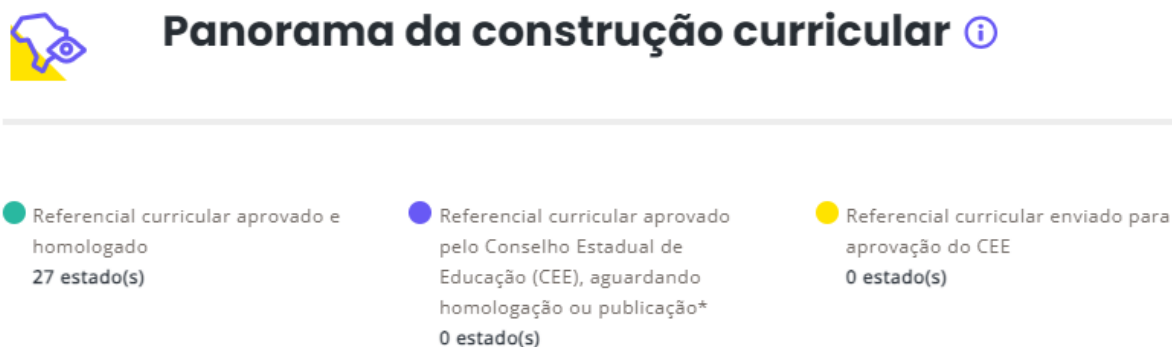 Panorama da construção curricular
Referencial curricular aprovado e
homologado
27 estado(s)
Referencial curricular aprovado
pelo Conselho Estadual de
Educação (CEE), aguardando
homologação ou publicação*
0 estado(s)
Referencial curricular enviado para
aprovação do CEE
0 estado(s)